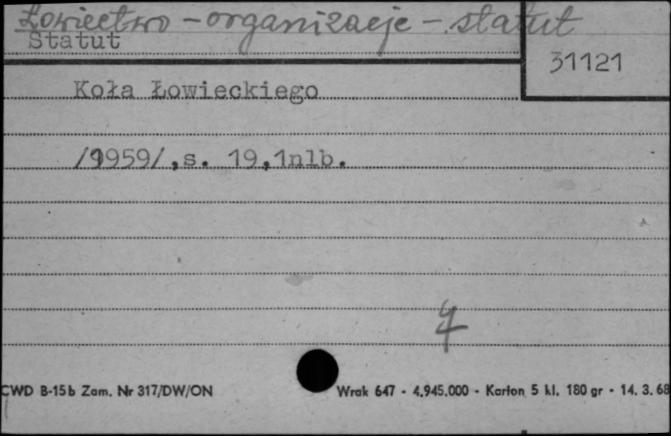 Łowiectwo - organizacje - statut
Statut
31121
Koła Łowieckiego
/1959/,s. 19,1nlb.
4
CWD B-15b Zam. Nr 317/DW/ON
Wrak 647 - 4.945.000 - Karton 5 kl. 180 gr - 14. 3. 68